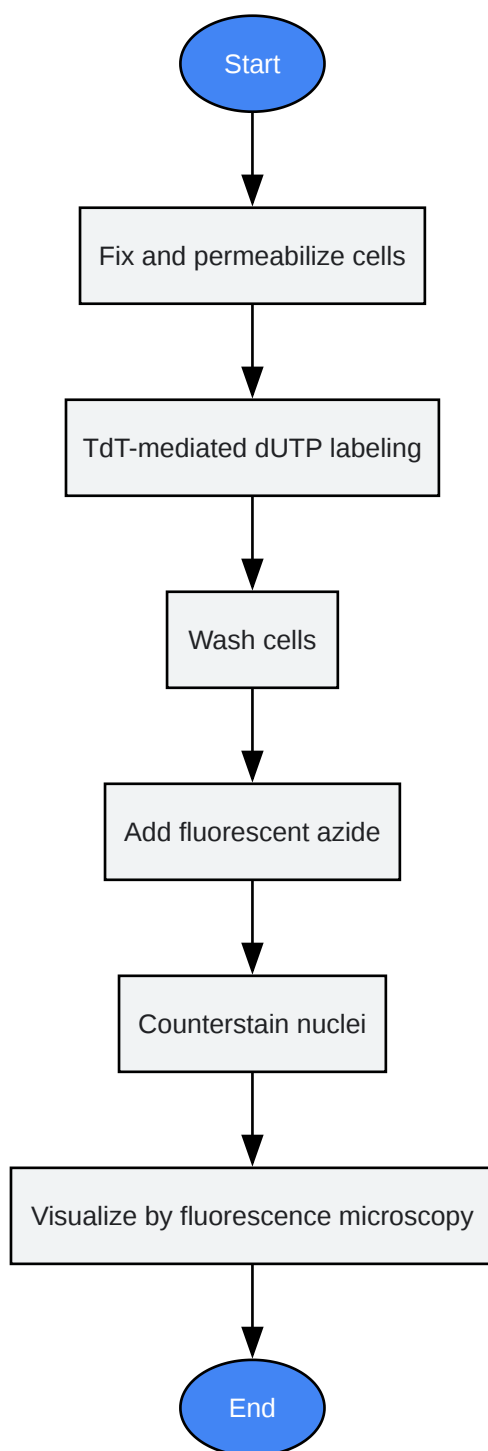 Start
Fix and permeabilize cells
TdT-mediated dUTP labeling
Wash cells
Add fluorescent azide
Counterstain nuclei
Visualize by fluorescence microscopy
End